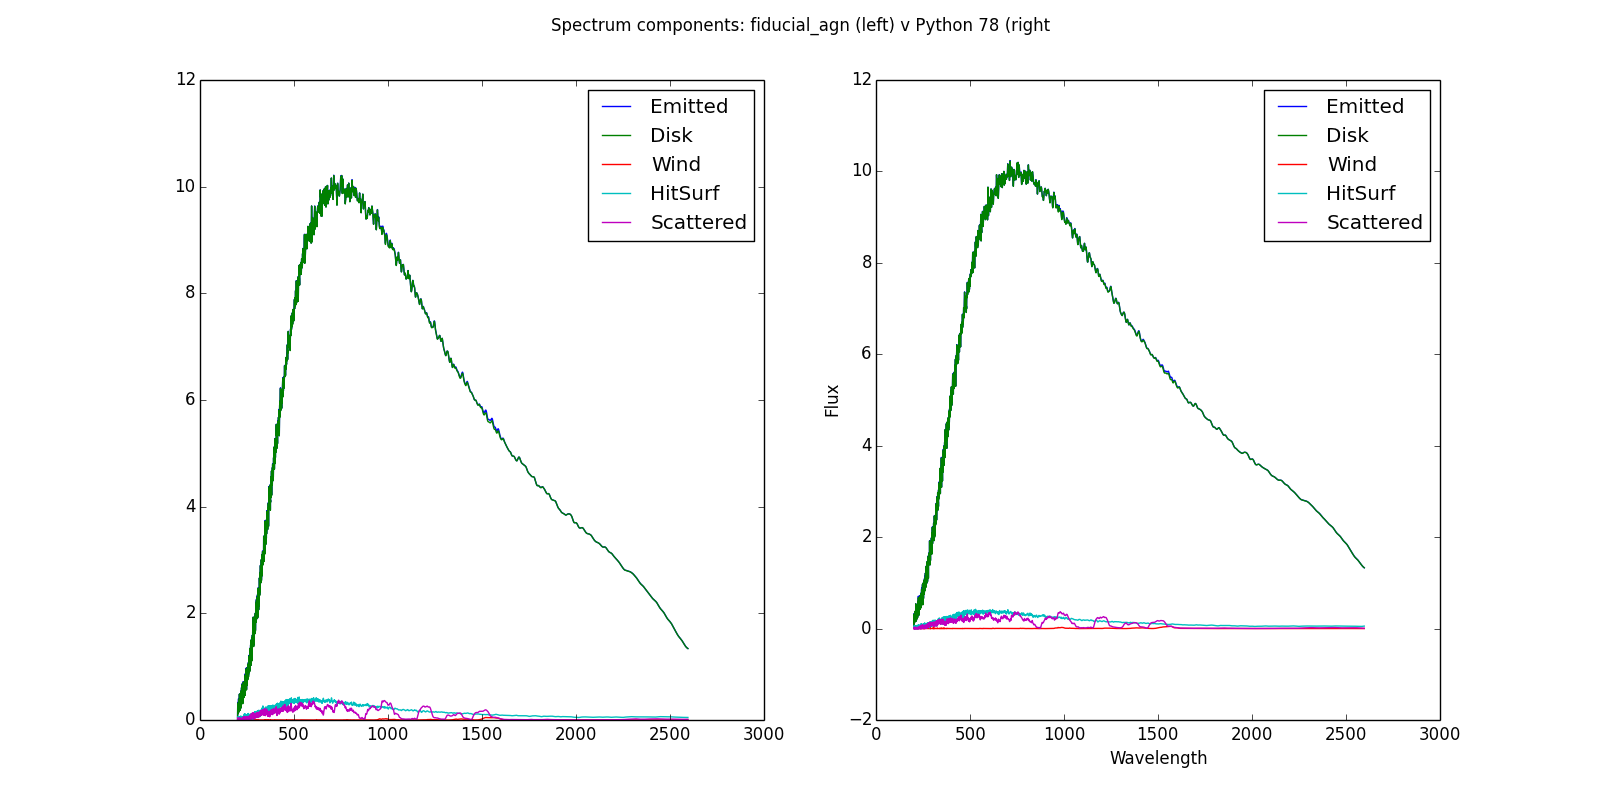 Spectrum components: fiducial_agn (left) v Python 78 (right
12
10
8
6
4
2
0
0 500 1000 1500 2000 2500 3000
Emitted
Disk
Wind
HitSurf
Scattered
12
10
8
6
4
2
0
−2
Flux
0 500 1000 1500 2000 2500 3000
Wavelength
Emitted
Disk
Wind
HitSurf
Scattered